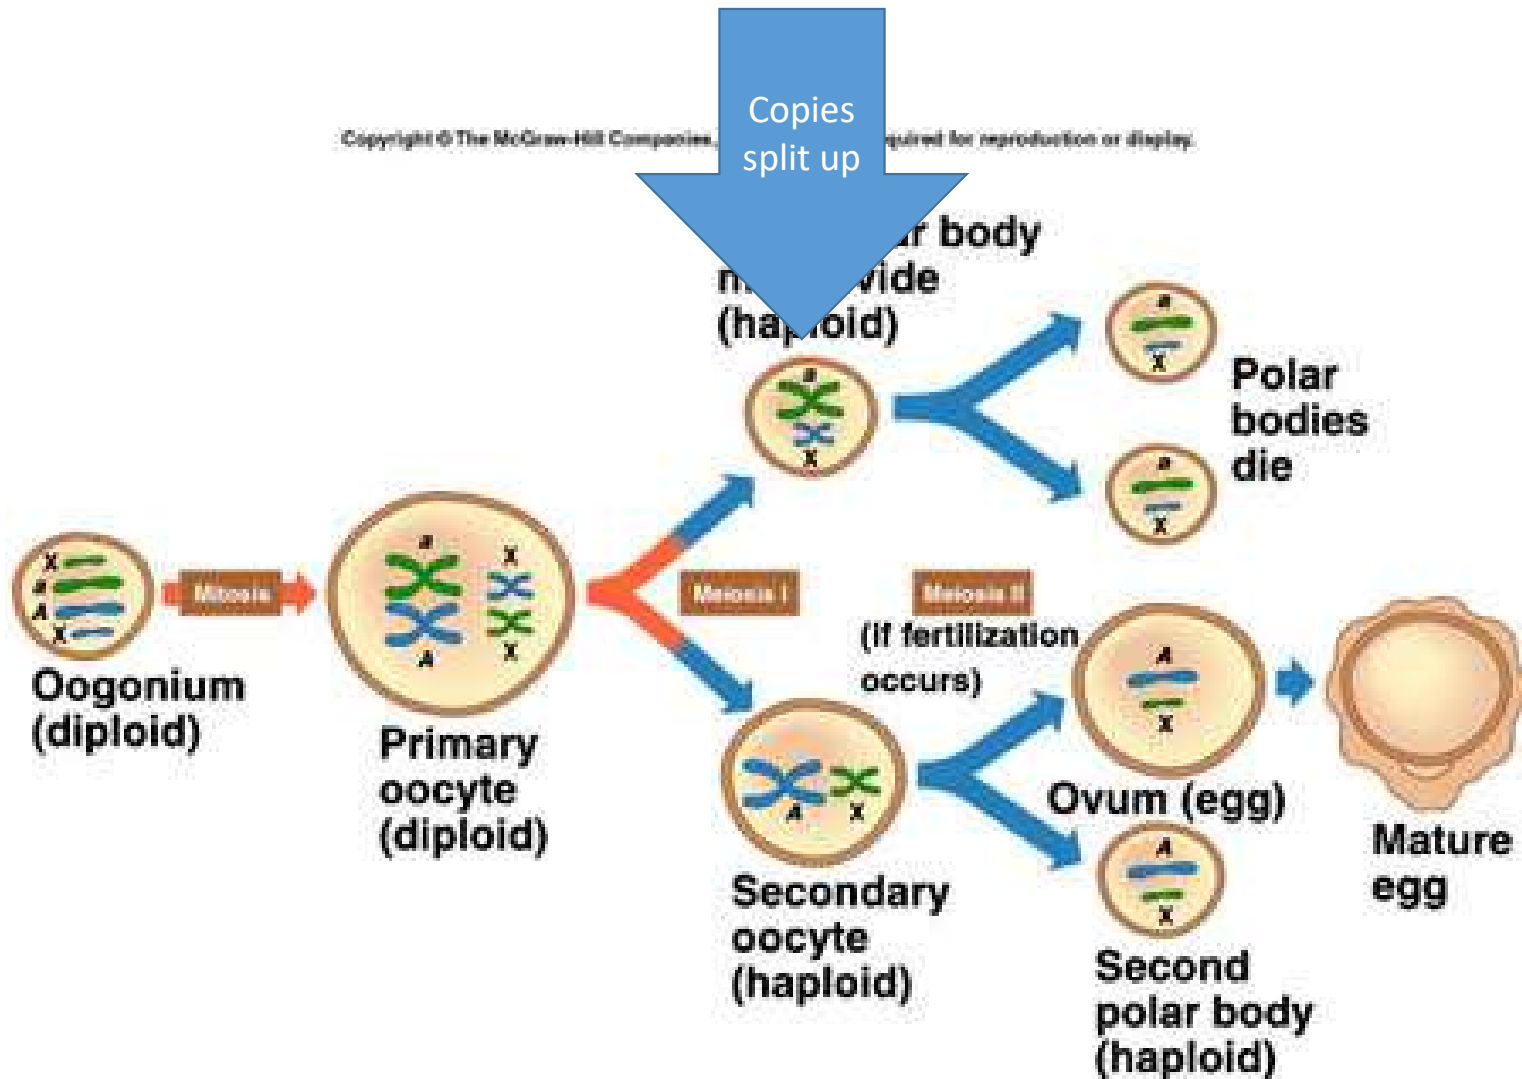 Copies
split up
Copyright © The McGraw-Hill Companies, quired for reproduction or display.
r body
m vide
(haploid)
a
X
a
X
Polar
bodies
die
a
X
X
a
A
X
Mitosis
Oogonium
(diploid)
a
X
A
X
Primary
oocyte
(diploid)
Meiosis I
Meiosis II
(if fertilization
occurs)
A
X
Secondary
oocyte
(haploid)
A
X
Ovum (egg)
A
X
Second
polar body
(haploid)
Mature
egg